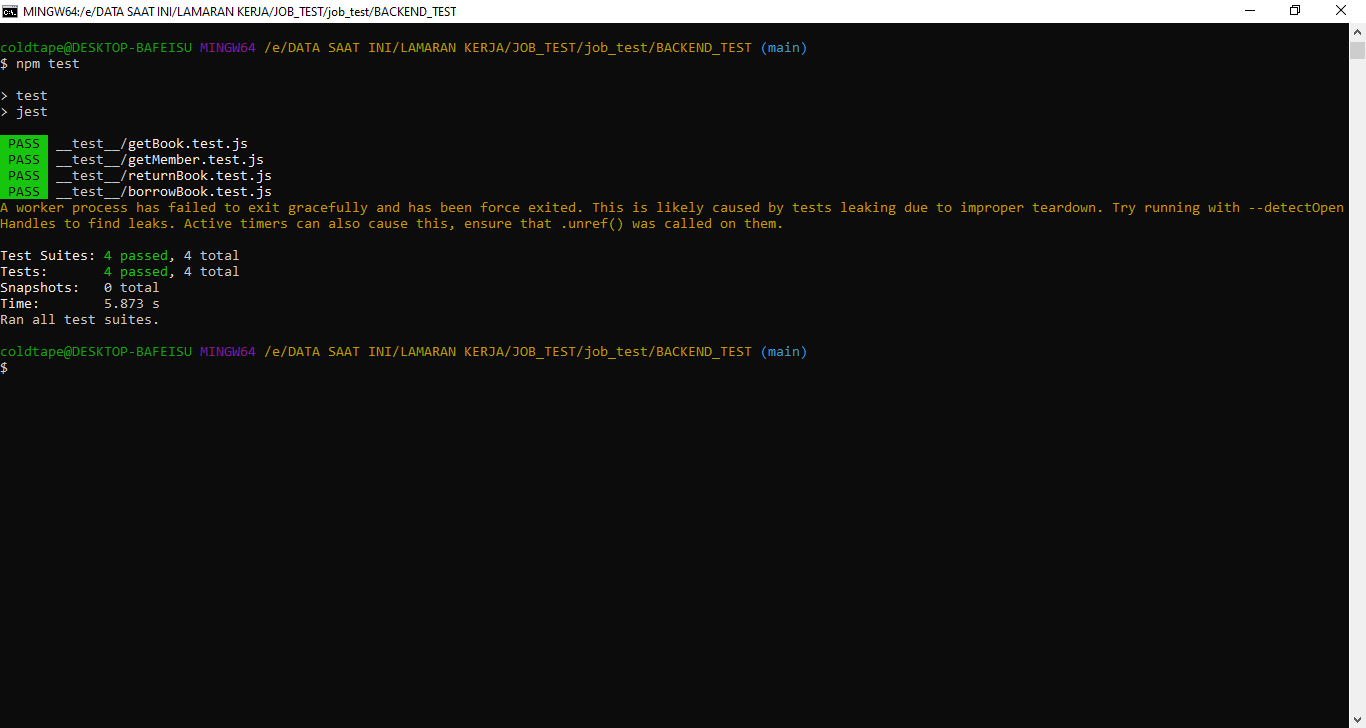 MINGW64:/e/DATA SAAT INI/LAMARAN KERJA/JOB_TEST/job_test/BACKEND_TEST
coldtape@DESKTOP-BAFEISU MINGW64 /e/DATA SAAT INI/LAMARAN KERJA/JOB_TEST/job_test/BACKEND_TEST (main)
$ npm test
> test
> jest
PASS __test__/getBook.test.js
PASS __test__/getMember.test.js
PASS __test__/returnBook.test.js
PASS __test__/borrowBook.test.js
A worker process has failed to exit gracefully and has been force exited. This is likely caused by tests leaking due to improper teardown. Try running with --detectOpen
Handles to find leaks. Active timers can also cause this, ensure that .unref() was called on them.
Test Suites: 4 passed, 4 total
Tests:       4 passed, 4 total
Snapshots:   0 total
Time:        5.873 s
Ran all test suites.
coldtape@DESKTOP-BAFEISU MINGW64 /e/DATA SAAT INI/LAMARAN KERJA/JOB_TEST/job_test/BACKEND_TEST (main)
$